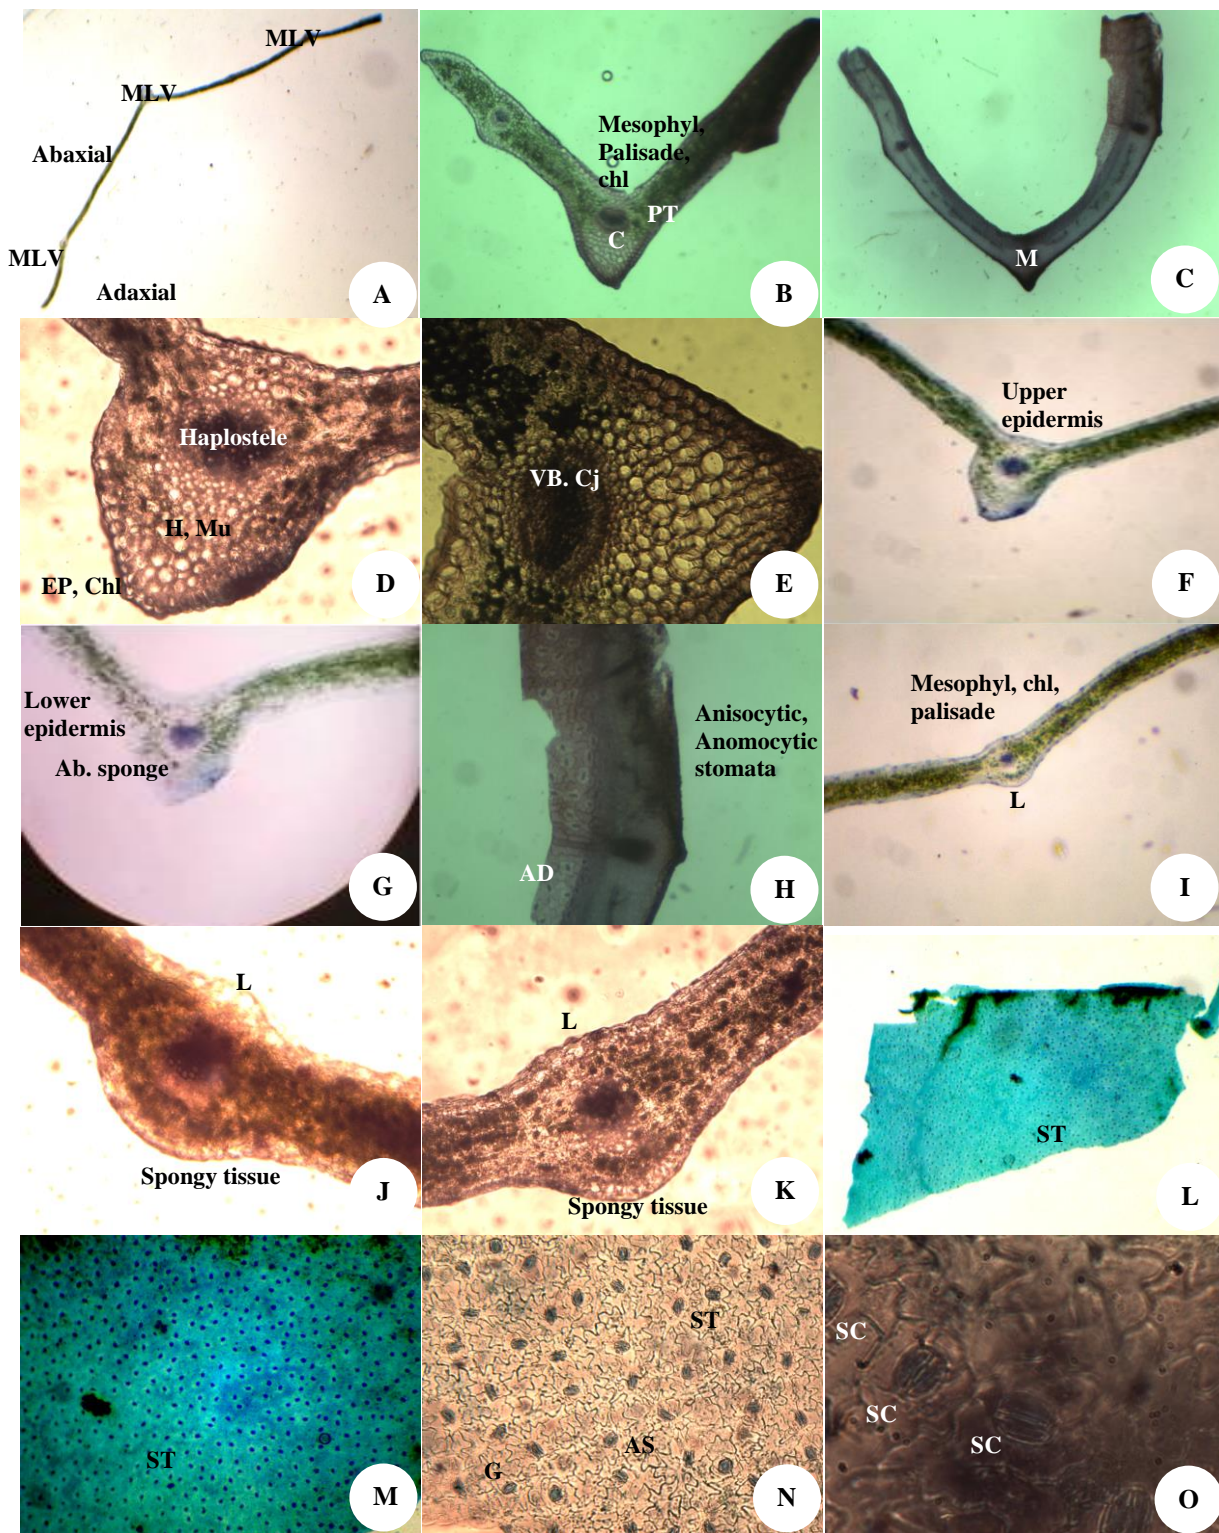 MLV
MLV
Abaxial
MLV
Adaxial
A
Mesophyl,
Palisade,
chl
PT
C
B
M
C
Haplostele
H, Mu
EP, Chl
D
VB. Cj
E
Upper
epidermis
F
Lower
epidermis
Ab. sponge
G
Anisocytic,
Anomocytic
stomata
AD
H
Mesophyl, chl,
palisade
L
I
L
Spongy tissue
J
L
Spongy tissue
K
ST
L
ST
M
ST
AS
G
N
SC
SC
SC
O